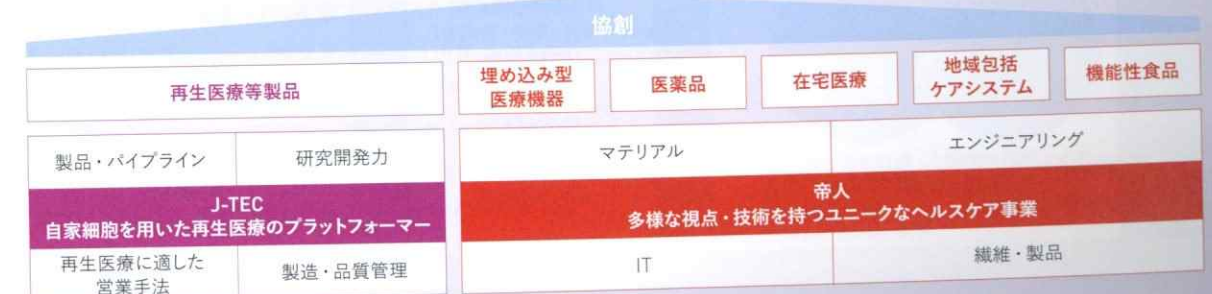 協創
再生医療等製品
埋め込み型
医療機器
医薬品
在宅医療
地域包括
ケアシステム
機能性食品
製品・パイプライン
研究開発力
マテリアル
エンジニアリング
J-TEC
自家細胞を用いた再生医療のプラットフォーマー
帝人
多様な視点・技術を持つユニークなヘルスケア事業
再生医療に適した
営業手法
製造・品質管理
IT
繊維・製品